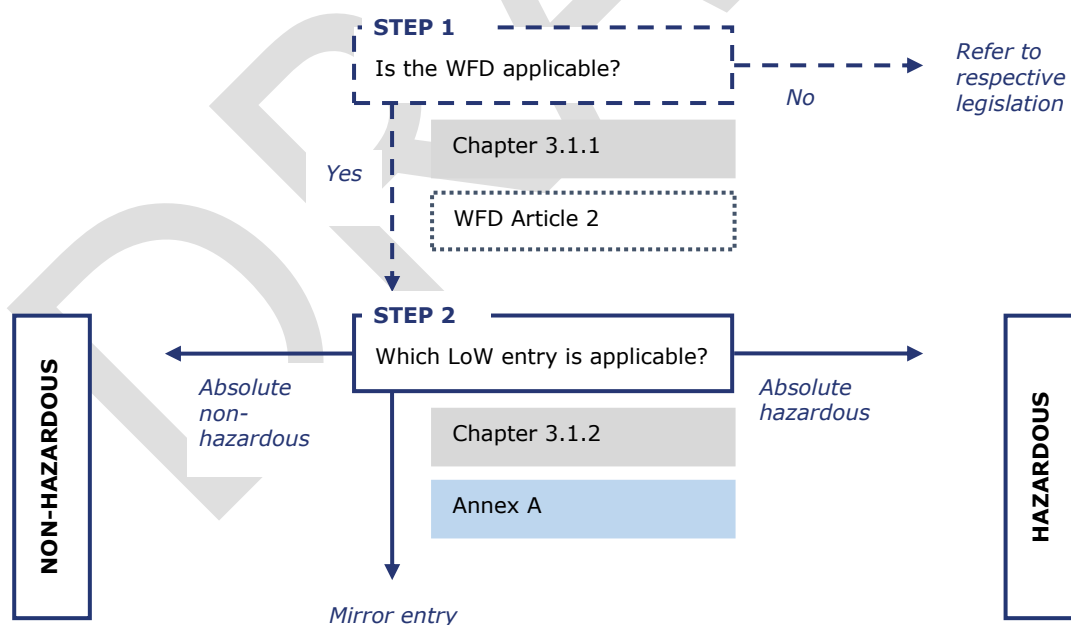 STEP 1
Is the WFD applicable?
No
Refer to
respective
legislation
Chapter 3.1.1
Yes
WFD Article 2
STEP 2
Which LoW entry is applicable?
Absolute
non-
hazardous
Absolute
hazardous
NON-HAZARDOUS
Chapter 3.1.2
HAZARDOUS
Annex A
Mirror entry